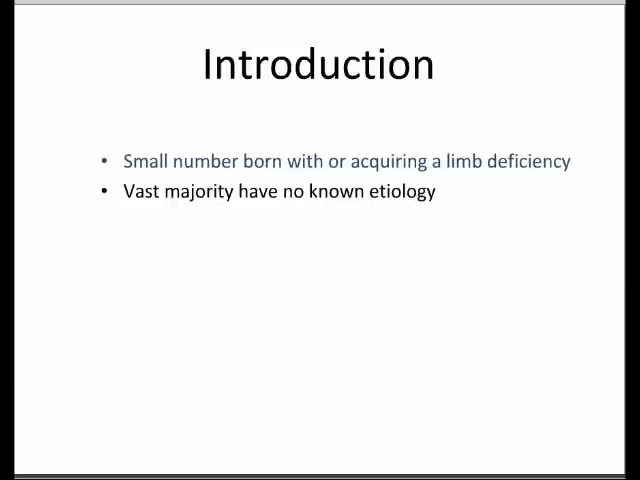 Introduction
• Small number born with or acquiring a limb deficiency
• Vast majority have no known etiology